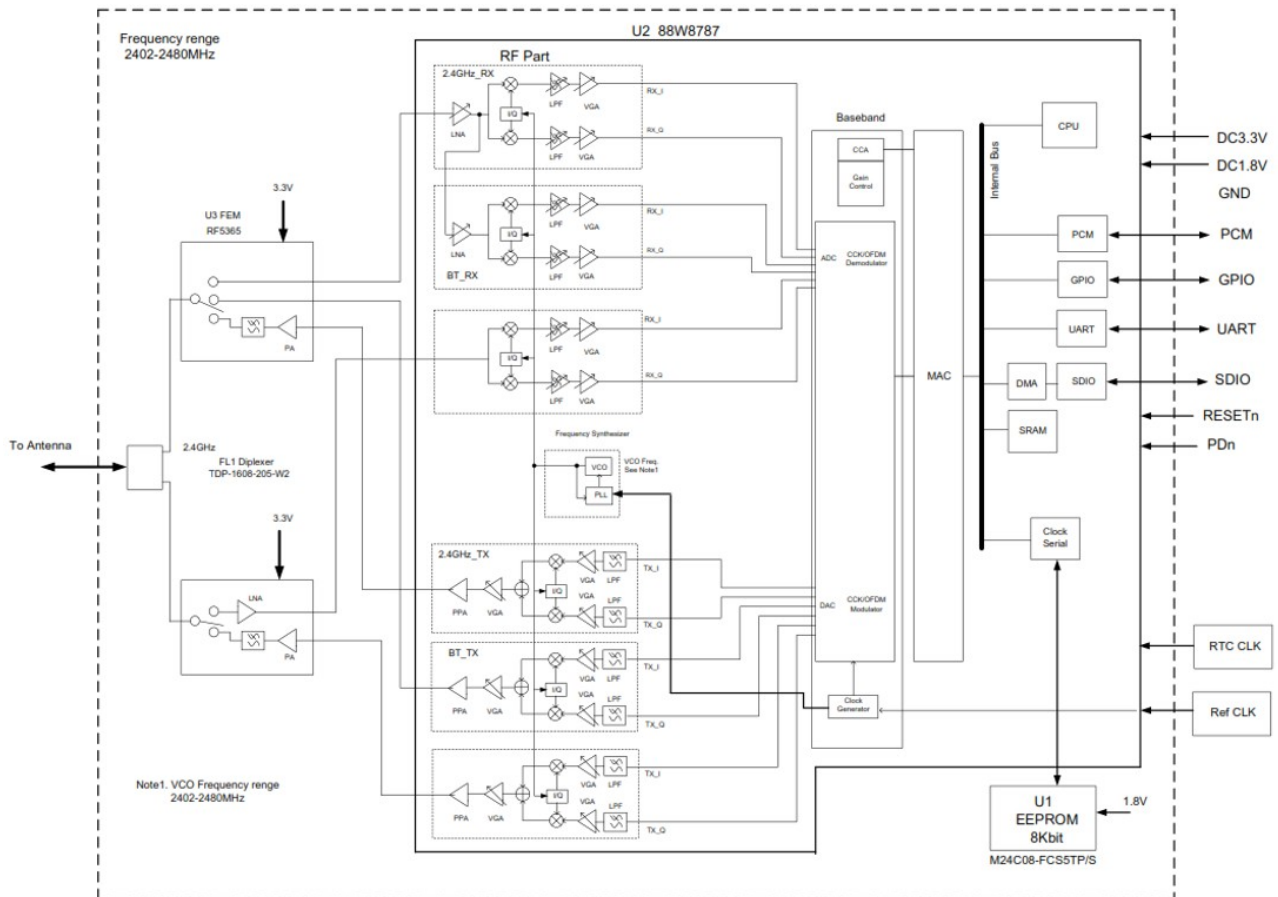 U2 88W8787
Frequency renge
2402-2480MHz
RF Part
2.4GHz_RX
LNA
I/Q
LPF
VGA
RX_I
LPF
VGA
RX_Q
LNA
BT_RX
I/Q
LPF
VGA
RX_I
LPF
VGA
RX_Q
I/Q
LPF
VGA
RX_I
LPF
VGA
RX_Q
Frequency Synthesizer
VCO
PLL
VCO Freq.
See Note1
2.4GHz_TX
PPA
VGA
I/Q
VGA
LPF
TX_I
VGA
LPF
TX_Q
BT_TX
PPA
VGA
I/Q
VGA
LPF
TX_I
VGA
LPF
TX_Q
PPA
VGA
I/Q
VGA
LPF
TX_I
VGA
LPF
TX_Q
3.3V
U3 FEM
RF5365
PA
To Antenna
2.4GHz
FL1 Diplexer
TDP-1608-205-W2
3.3V
LNA
PA
Note1. VCO Frequency range
2402-2480MHz
Baseband
CCA
Gain
Control
ADC
CCK/OFDM
Demodulator
DAC
CCK/OFDM
Modulator
Clock
Generator
MAC
Internal Bus
CPU
PCM
GPIO
UART
DMA
SDIO
SRAM
Clock
Serial
DC3.3V
DC1.8V
GND
PCM
GPIO
UART
SDIO
RESETn
PDn
RTC CLK
Ref CLK
U1
EEPROM
8Kbit
1.8V
M24C08-FCS5TP/S